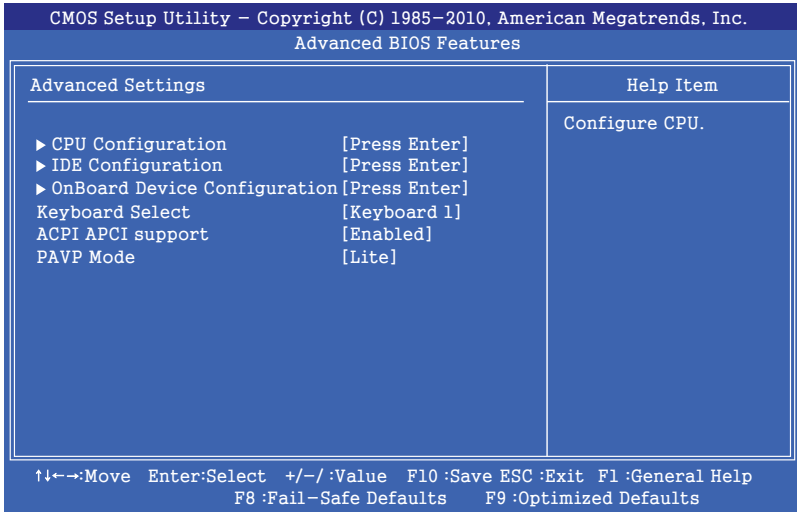 CMOS Setup Utility – Copyright (C) 1985–2010, American Megatrends, Inc.
Advanced BIOS Features
Advanced Settings
Help Item
▶ CPU Configuration [Press Enter]
Configure CPU.
▶ IDE Configuration [Press Enter]
▶ OnBoard Device Configuration [Press Enter]
Keyboard Select [Keyboard 1]
ACPI APCI support [Enabled]
PAVP Mode [Lite]
↑↓←→:Move Enter:Select +/–/ :Value F10 :Save ESC :Exit F1 :General Help
F8 :Fail–Safe Defaults F9 :Optimized Defaults